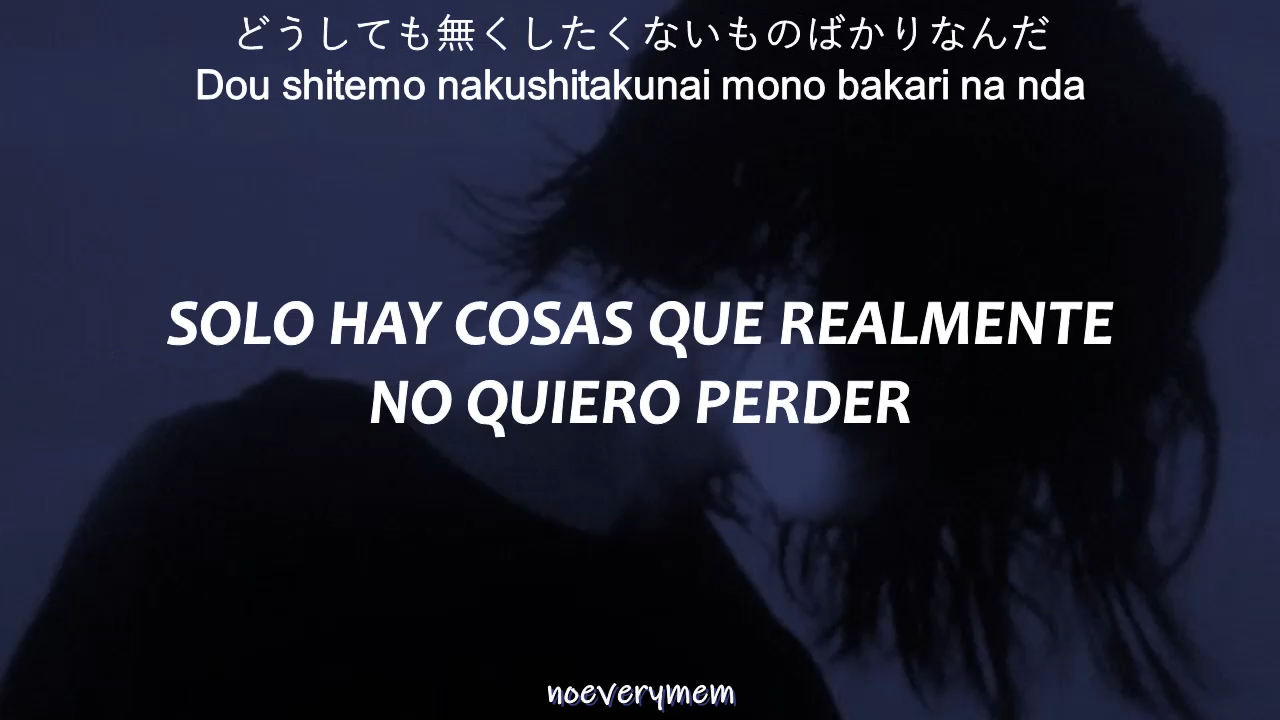 どうしても無くしたくないものばかりなんだ
Dou shitemo nakushitakunai mono bakari na nda
SOLO HAY COSAS QUE REALMENTE
NO QUIERO PERDER
noeverymem